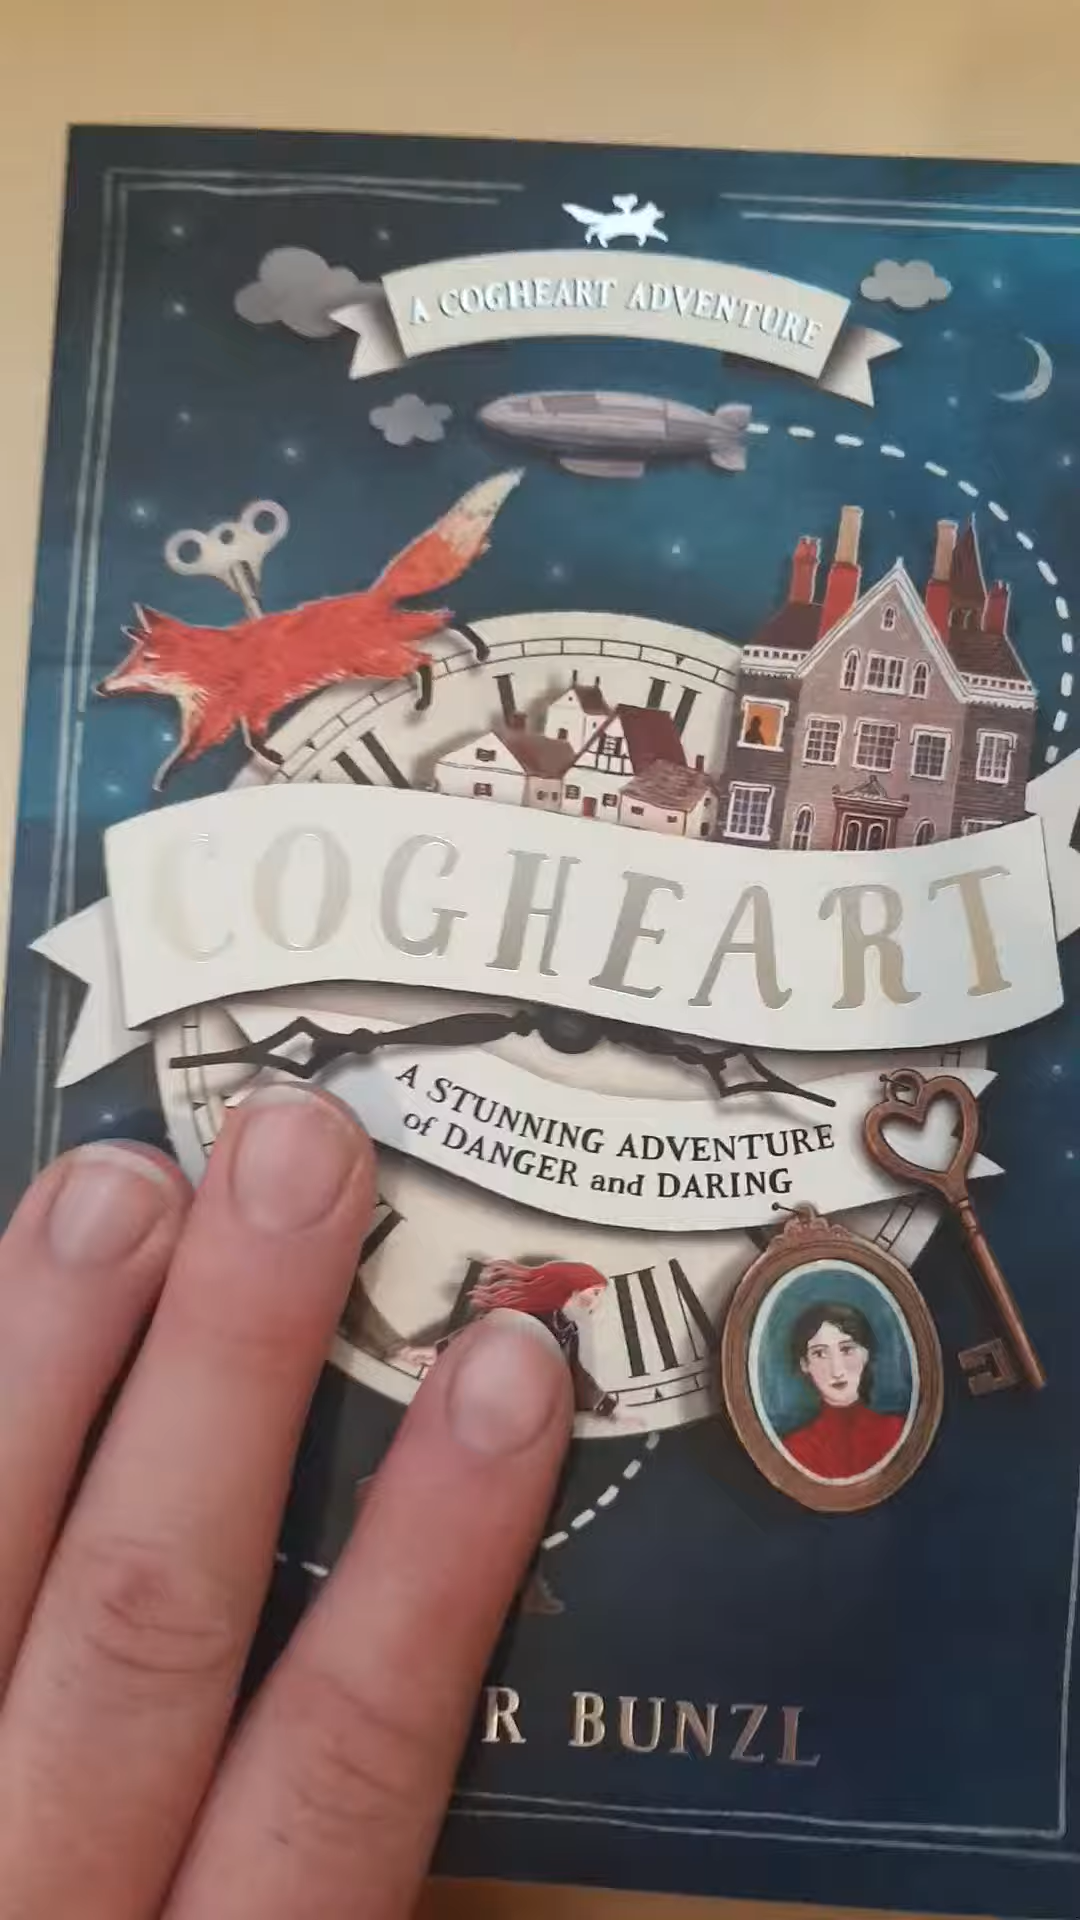 A COGHEART ADVENTURE
COGHEART
A STUNNING ADVENTURE
of DANGER and DARING
R BUNZL